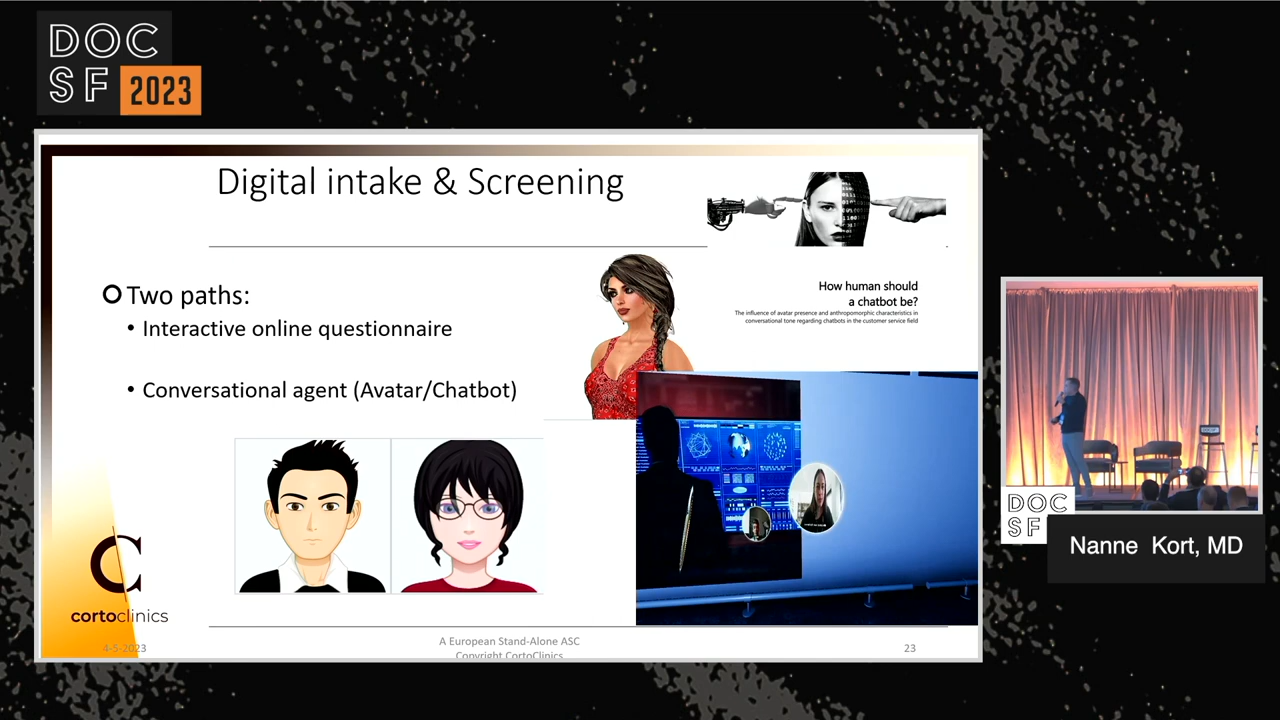 DOC
SF 2023
Digital intake & Screening
How human should
a chatbot be?
The influence of avatar presence and anthropomorphic characteristics in
conversational tone regarding chatbots in the customer service field
Two paths:
• Interactive online questionnaire
• Conversational agent (Avatar/Chatbot)
cortoclinics
4-5-2023
A European Stand-Alone ASC
Copyright CortoClinics
23
DOC
SF
Nanne Kort, MD